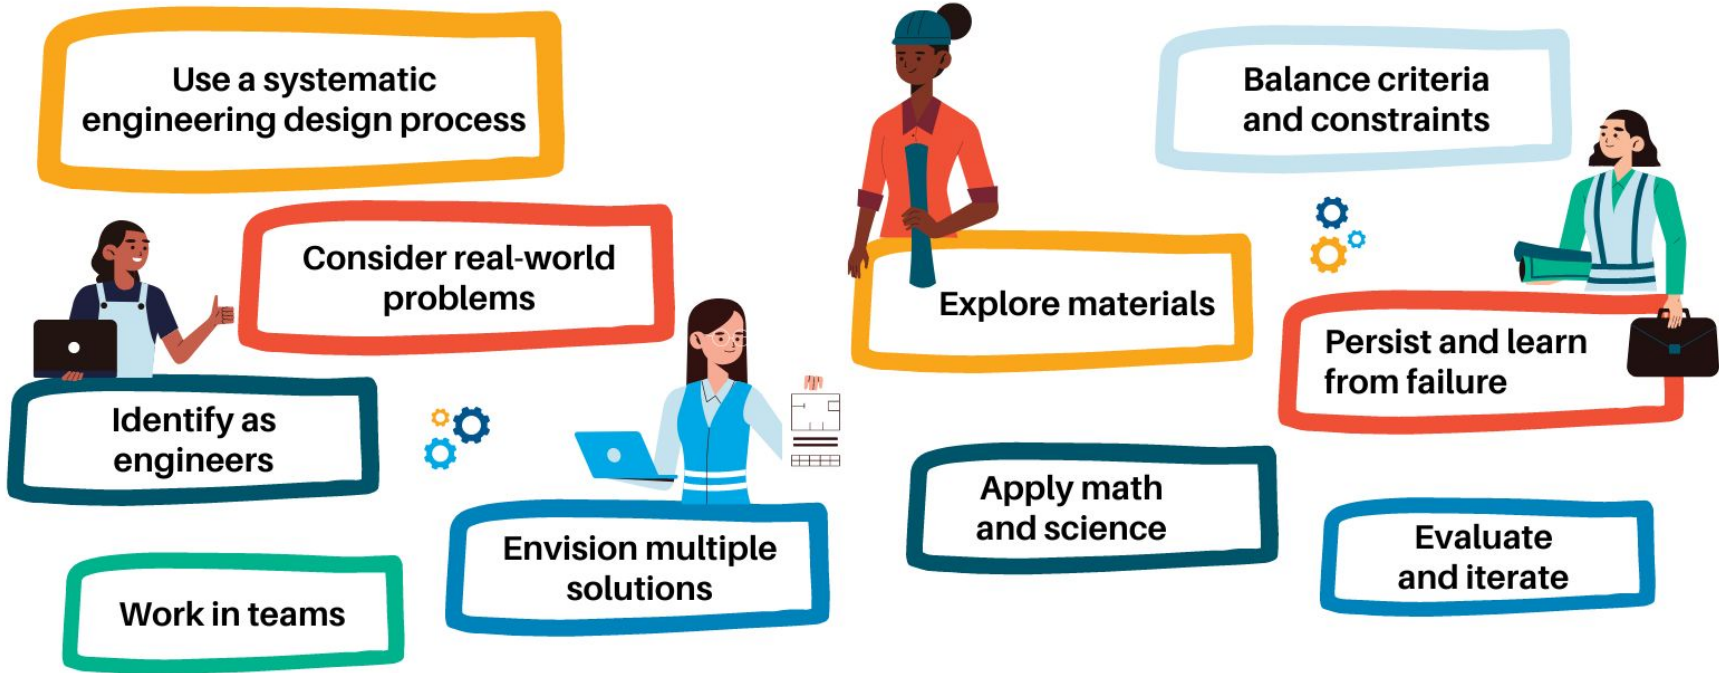 Use a systematic
engineering design process
Consider real-world
problems
Identify as
engineers
Envision multiple
solutions
Work in teams
Balance criteria
and constraints
Explore materials
Persist and learn
from failure
Apply math
and science
Evaluate
and iterate